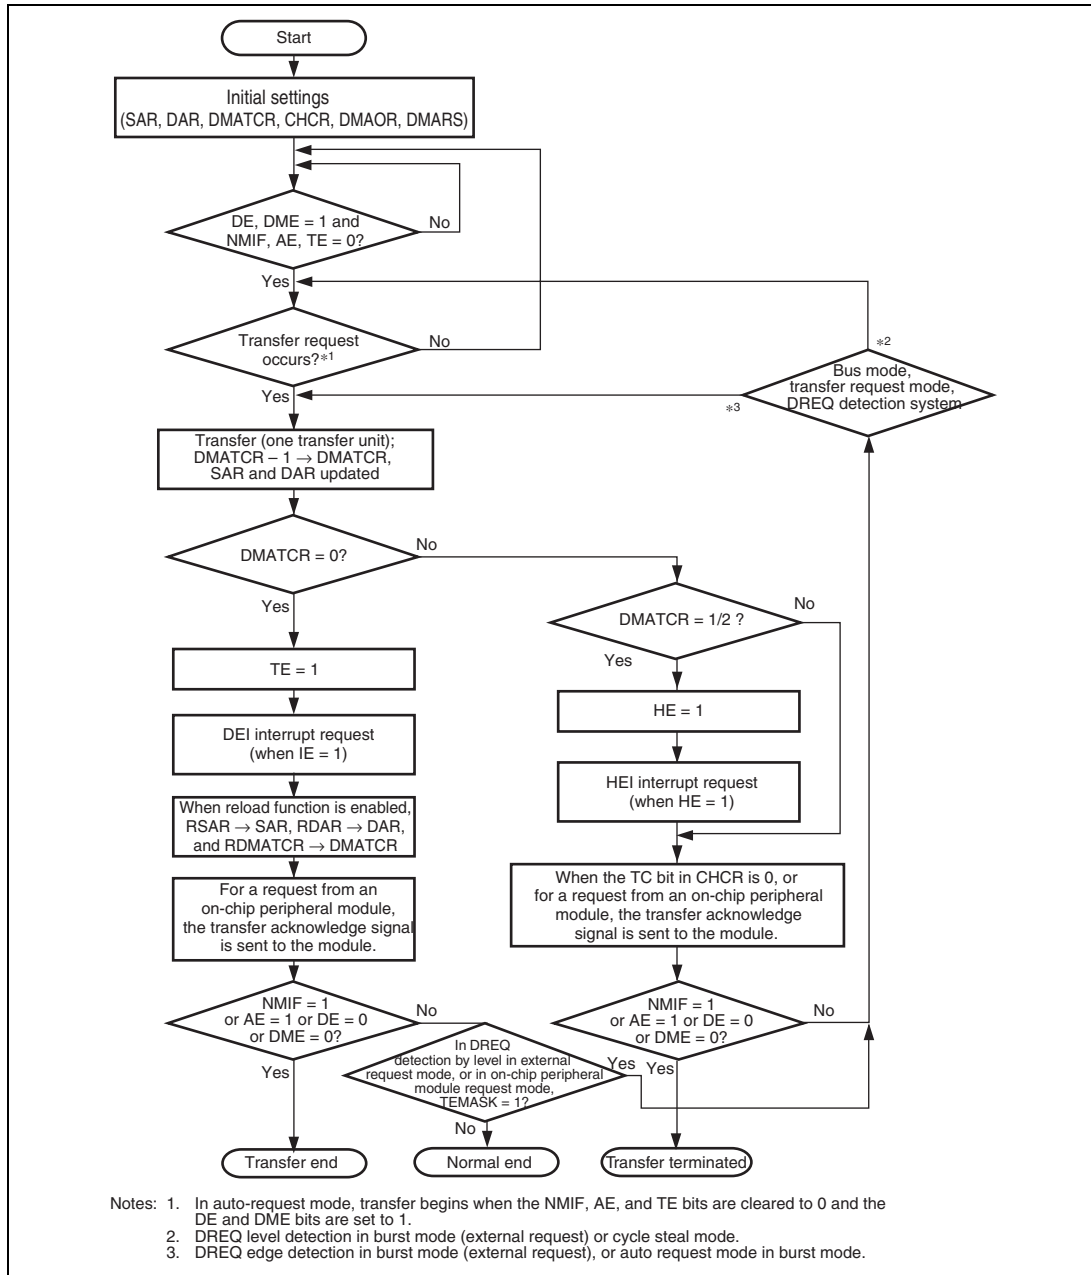 Start
Initial settings
(SAR, DAR, DMATCR, CHCR, DMAOR, DMARS)
DE, DME = 1 and
NMIF, AE, TE = 0?
No
Yes
Transfer request
occurs?*1
No
Yes
*2
Bus mode,
transfer request mode,
DREQ detection system
*3
Transfer (one transfer unit);
DMATCR – 1 → DMATCR,
SAR and DAR updated
DMATCR = 0?
No
Yes
DMATCR = 1/2 ?
No
Yes
TE = 1
HE = 1
DEI interrupt request
(when IE = 1)
HEI interrupt request
(when HE = 1)
When reload function is enabled,
RSAR → SAR, RDAR → DAR,
and RDMATCR → DMATCR
When the TC bit in CHCR is 0, or
for a request from an on-chip peripheral
module, the transfer acknowledge
signal is sent to the module.
For a request from an
on-chip peripheral module,
the transfer acknowledge signal
is sent to the module.
NMIF = 1
or AE = 1 or DE = 0
or DME = 0?
No
Yes
NMIF = 1
or AE = 1 or DE = 0
or DME = 0?
No
Yes
In DREQ
detection by level in external
request mode, or in on-chip peripheral
module request mode,
TEMASK = 1?
Yes
No
Transfer end
Normal end
Transfer terminated
Notes: 1. In auto-request mode, transfer begins when the NMIF, AE, and TE bits are cleared to 0 and the
DE and DME bits are set to 1.
2. DREQ level detection in burst mode (external request) or cycle steal mode.
3. DREQ edge detection in burst mode (external request), or auto request mode in burst mode.